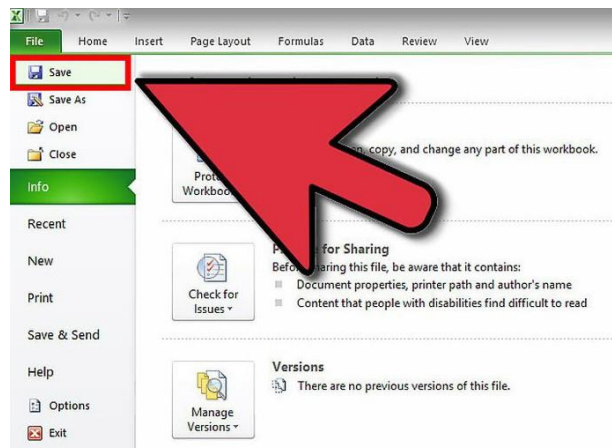 File Home Insert Page Layout Formulas Data Review View
Save
Save As
Open
Close
Info
Recent
New
Print
Save & Send
Help
Options
Exit
copy, and change any part of this workbook.
Workboo
Check for
Issues
for Sharing
Before sharing this file, be aware that it contains:
Document properties, printer path and author's name
Content that people with disabilities find difficult to read
Manage
Versions
Versions
There are no previous versions of this file.